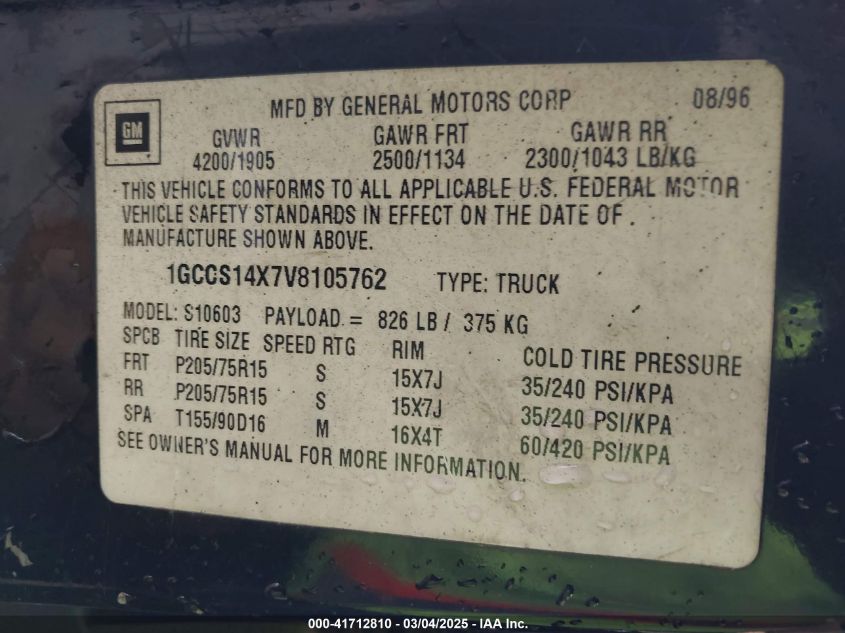 MFD BY GENERAL MOTORS CORP 08/96
GM
GVWR GAWR FRT GAWR RR
4200/1905 2500/1134 2300/1043 LB/KG
THIS VEHICLE CONFORMS TO ALL APPLICABLE U.S. FEDERAL MOTOR
VEHICLE SAFETY STANDARDS IN EFFECT ON THE DATE OF
MANUFACTURE SHOWN ABOVE.
1GCCS14X7V8105762 TYPE: TRUCK
MODEL: S10603 PAYLOAD = 826 LB / 375 KG
SPCB TIRE SIZE SPEED RTG RIM COLD TIRE PRESSURE
FRT P205/75R15 S 15X7J 35/240 PSI/KPA
RR P205/75R15 S 15X7J 35/240 PSI/KPA
SPA T155/90D16 M 16X4T 60/420 PSI/KPA
SEE OWNER'S MANUAL FOR MORE INFORMATION.
000-41712810 - 03/04/2025 - IAA Inc.